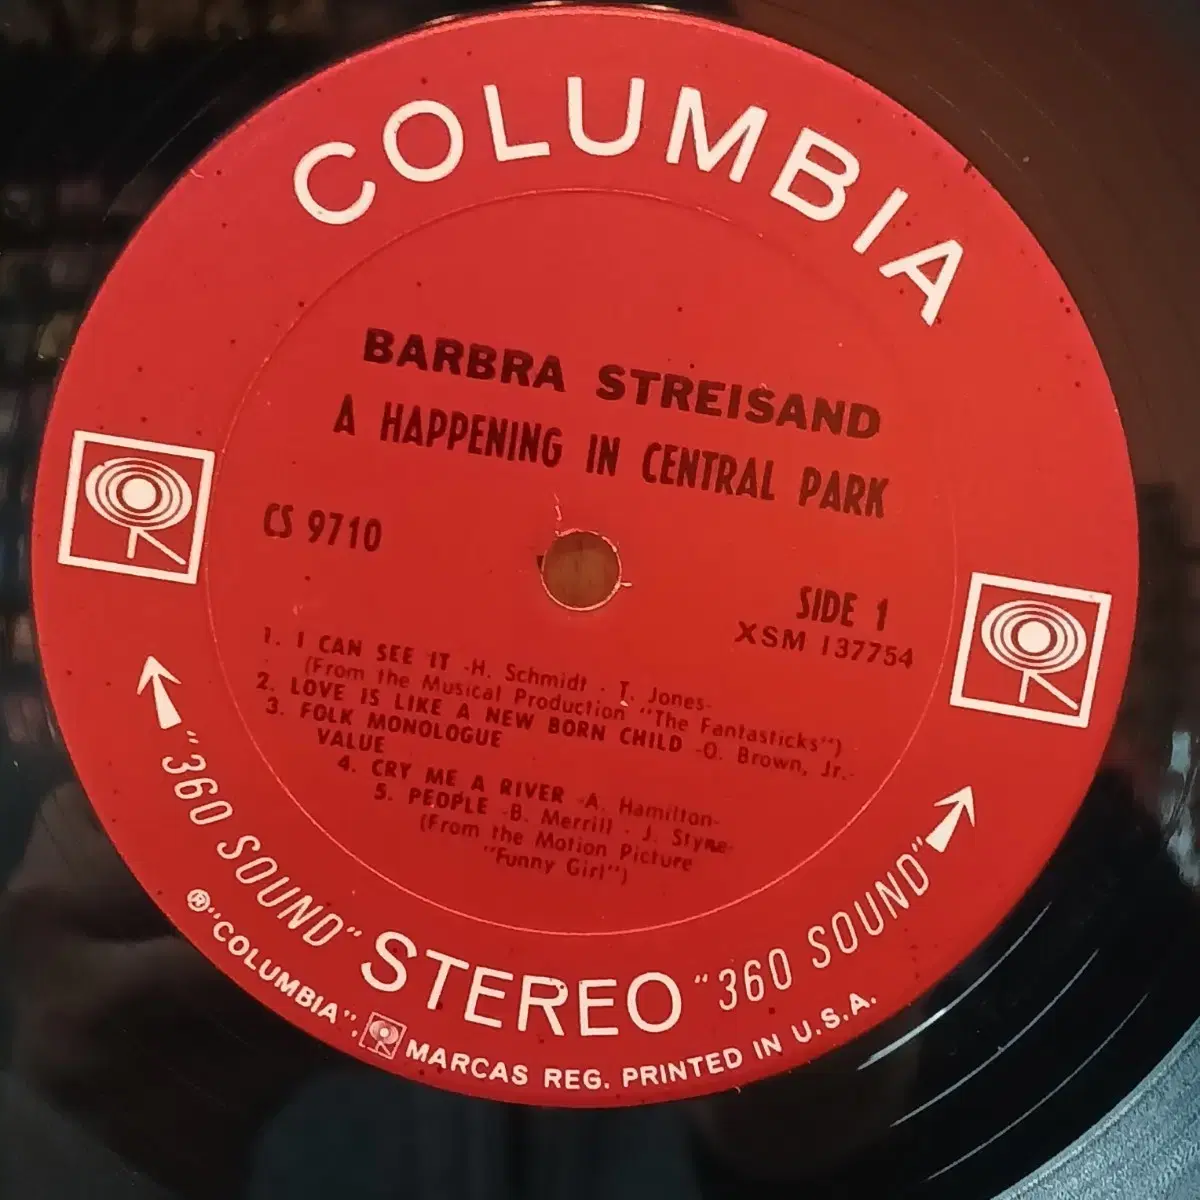 COLUMBIA
BARBRA STREISAND
A HAPPENING IN CENTRAL PARK
CS 9710
SIDE 1
XSM 137754
1. I CAN SEE IT -H. Schmidt - T. Jones-
(From the Musical Production "The Fantasticks")
2. LOVE IS LIKE A NEW BORN CHILD -O. Brown, Jr.-
3. FOLK MONOLOGUE
VALUE
4. CRY ME A RIVER -A. Hamilton-
5. PEOPLE -B. Merrill - J. Styne-
(From the Motion Picture
"Funny Girl")
"360 SOUND" STEREO "360 SOUND"
®"COLUMBIA", MARCAS REG. PRINTED IN U.S.A.